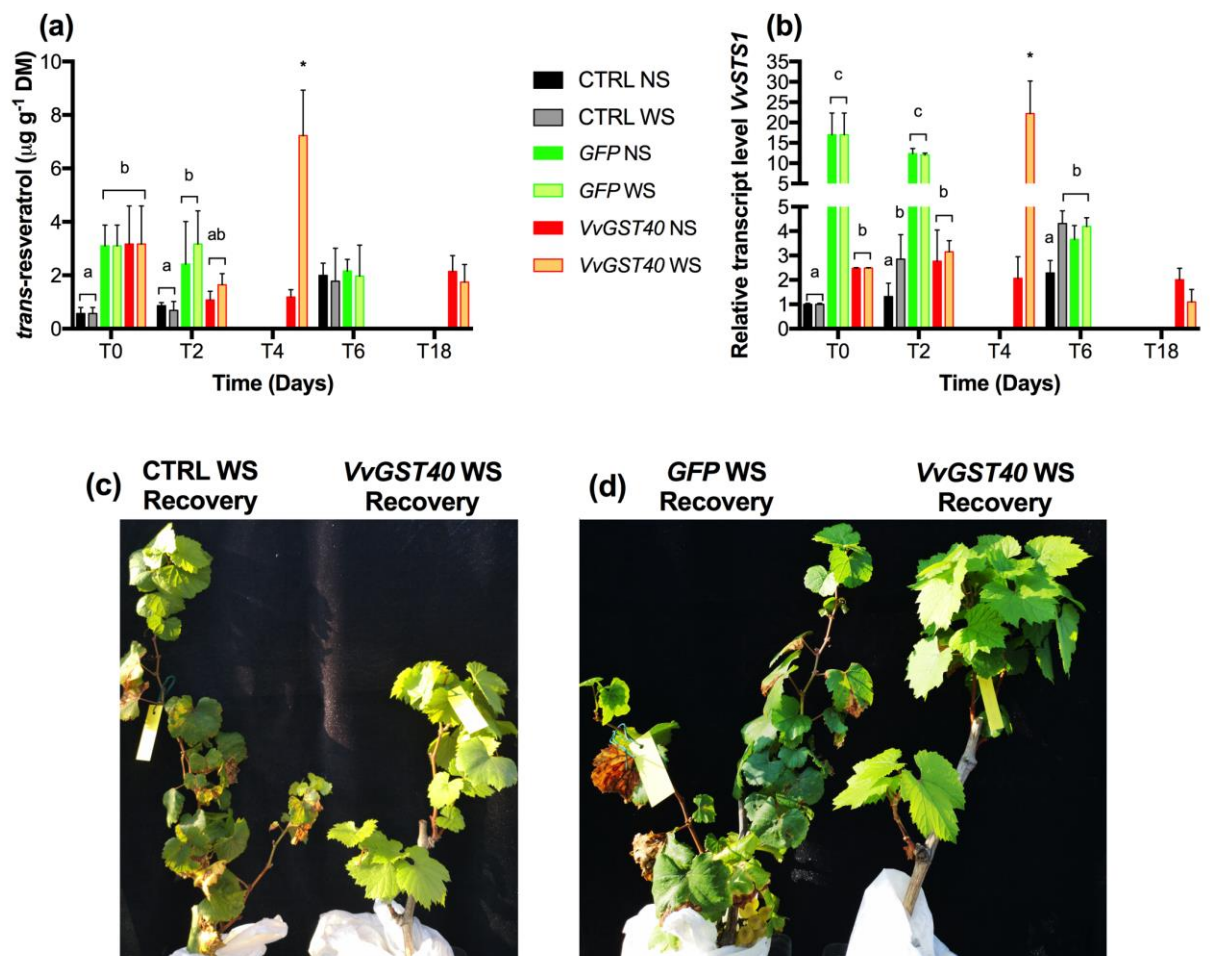 (a)
trans-resveratrol (µg g-1 DM)
10
8
6
4
2
0
a
b
a
b
ab
*
T0 T2 T4 T6 T18
Time (Days)
CTRL NS
CTRL WS
GFP NS
GFP WS
VvGST40 NS
VvGST40 WS
(b)
Relative transcript level VvSTS1
35
30
25
20
15
10
5
5
4
3
2
1
0
a
c
b
a
b
c
b
*
a
b
T0 T2 T4 T6 T18
Time (Days)
(c)
CTRL WS
Recovery
VvGST40 WS
Recovery
(d)
GFP WS
Recovery
VvGST40 WS
Recovery